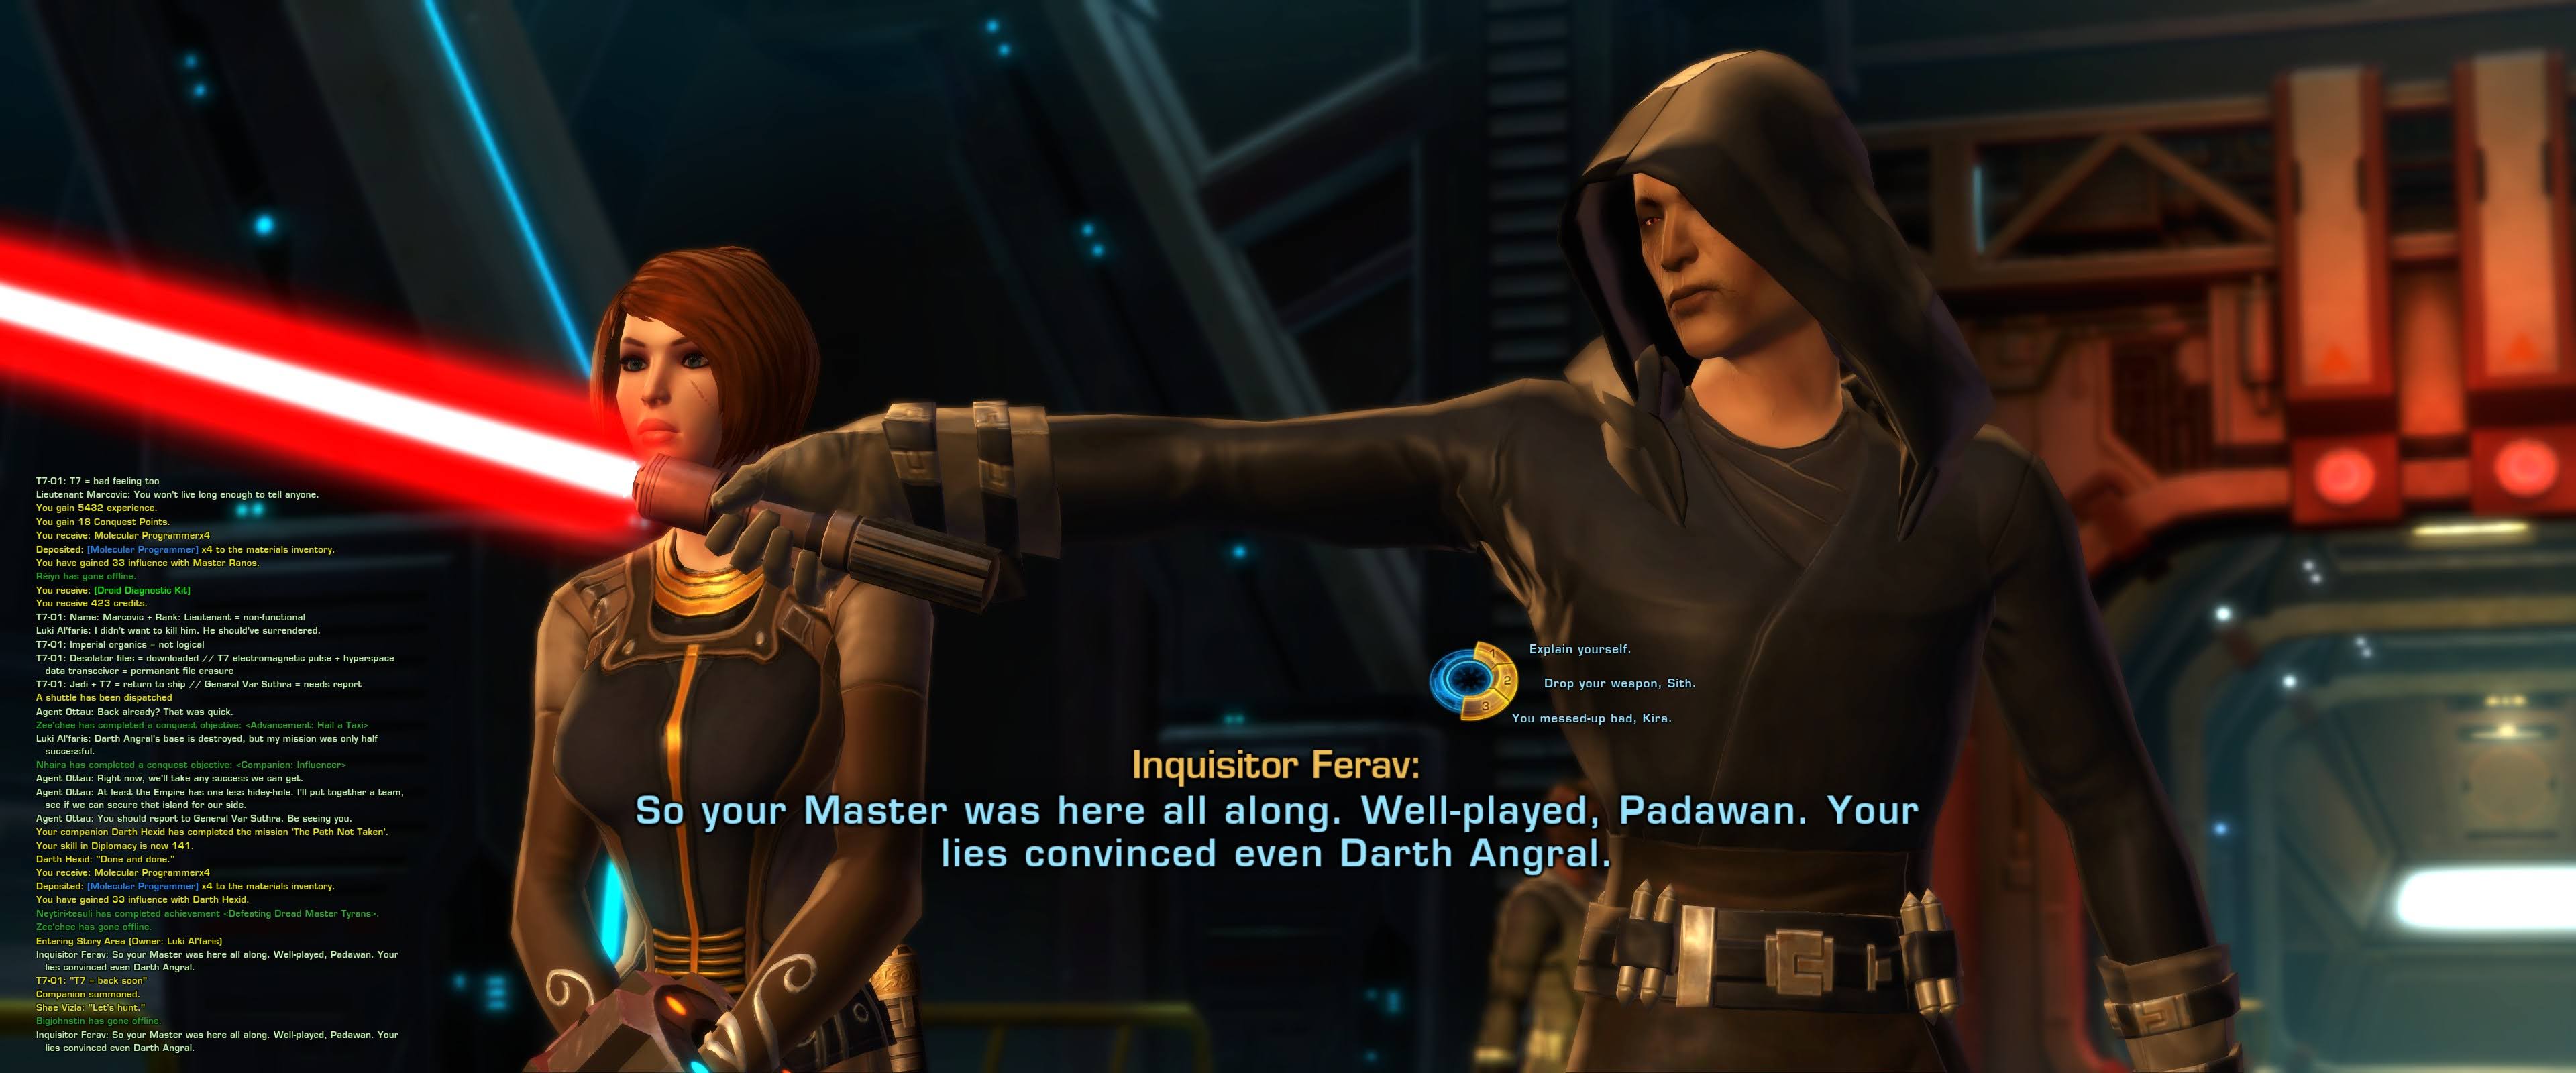 T7-01: T7 = bad feeling too
Lieutenant Marcovic: You won't live long enough to tell anyone.
You gain 5432 experience.
You gain 18 Conquest Points.
You receive: Molecular Programmerx4
Deposited: [Molecular Programmer] x4 to the materials inventory.
You have gained 33 influence with Master Ranos.
Reiyn has gone offline.
You receive: [Droid Diagnostic Kit]
You receive 423 credits.
T7-01: Name: Marcovic + Rank: Lieutenant = non-functional
Luki Al'faris: I didn't want to kill him. He should've surrendered.
T7-01: Imperial organics = not logical
T7-01: Desolator files = downloaded // T7 electromagnetic pulse + hyperspace
data transceiver = permanent file erasure
T7-01: Jedi + T7 = return to ship // General Var Suthra = needs report
A shuttle has been dispatched
Agent Ottau: Back already? That was quick.
Zee'chee has completed a conquest objective: <Advancement: Hail a Taxi>
Luki Al'faris: Darth Angral's base is destroyed, but my mission was only half
successful.
Nhaira has completed a conquest objective: <Companion: Influencer>
Agent Ottau: Right now, we'll take any success we can get.
Agent Ottau: At least the Empire has one less hidey-hole. I'll put together a team,
see if we can secure that island for our side.
Agent Ottau: You should report to General Var Suthra. Be seeing you.
Your companion Darth Hexid has completed the mission 'The Path Not Taken'.
Your skill in Diplomacy is now 141.
Darth Hexid: "Done and done."
You receive: Molecular Programmerx4
Deposited: [Molecular Programmer] x4 to the materials inventory.
You have gained 33 influence with Darth Hexid.
Neytiri-tesuli has completed achievement <Defeating Dread Master Tyrans>.
Zee'chee has gone offline.
Entering Story Area (Owner: Luki Al'faris)
Inquisitor Ferav: So your Master was here all along. Well-played, Padawan. Your
lies convinced even Darth Angral.
T7-01: "T7 = back soon"
Companion summoned.
Shae Vizla: "Let's hunt."
Bigjohnstin has gone offline.
Inquisitor Ferav: So your Master was here all along. Well-played, Padawan. Your
lies convinced even Darth Angral.
1 Explain yourself.
2 Drop your weapon, Sith.
3 You messed-up bad, Kira.
Inquisitor Ferav:
So your Master was here all along. Well-played, Padawan. Your
lies convinced even Darth Angral.